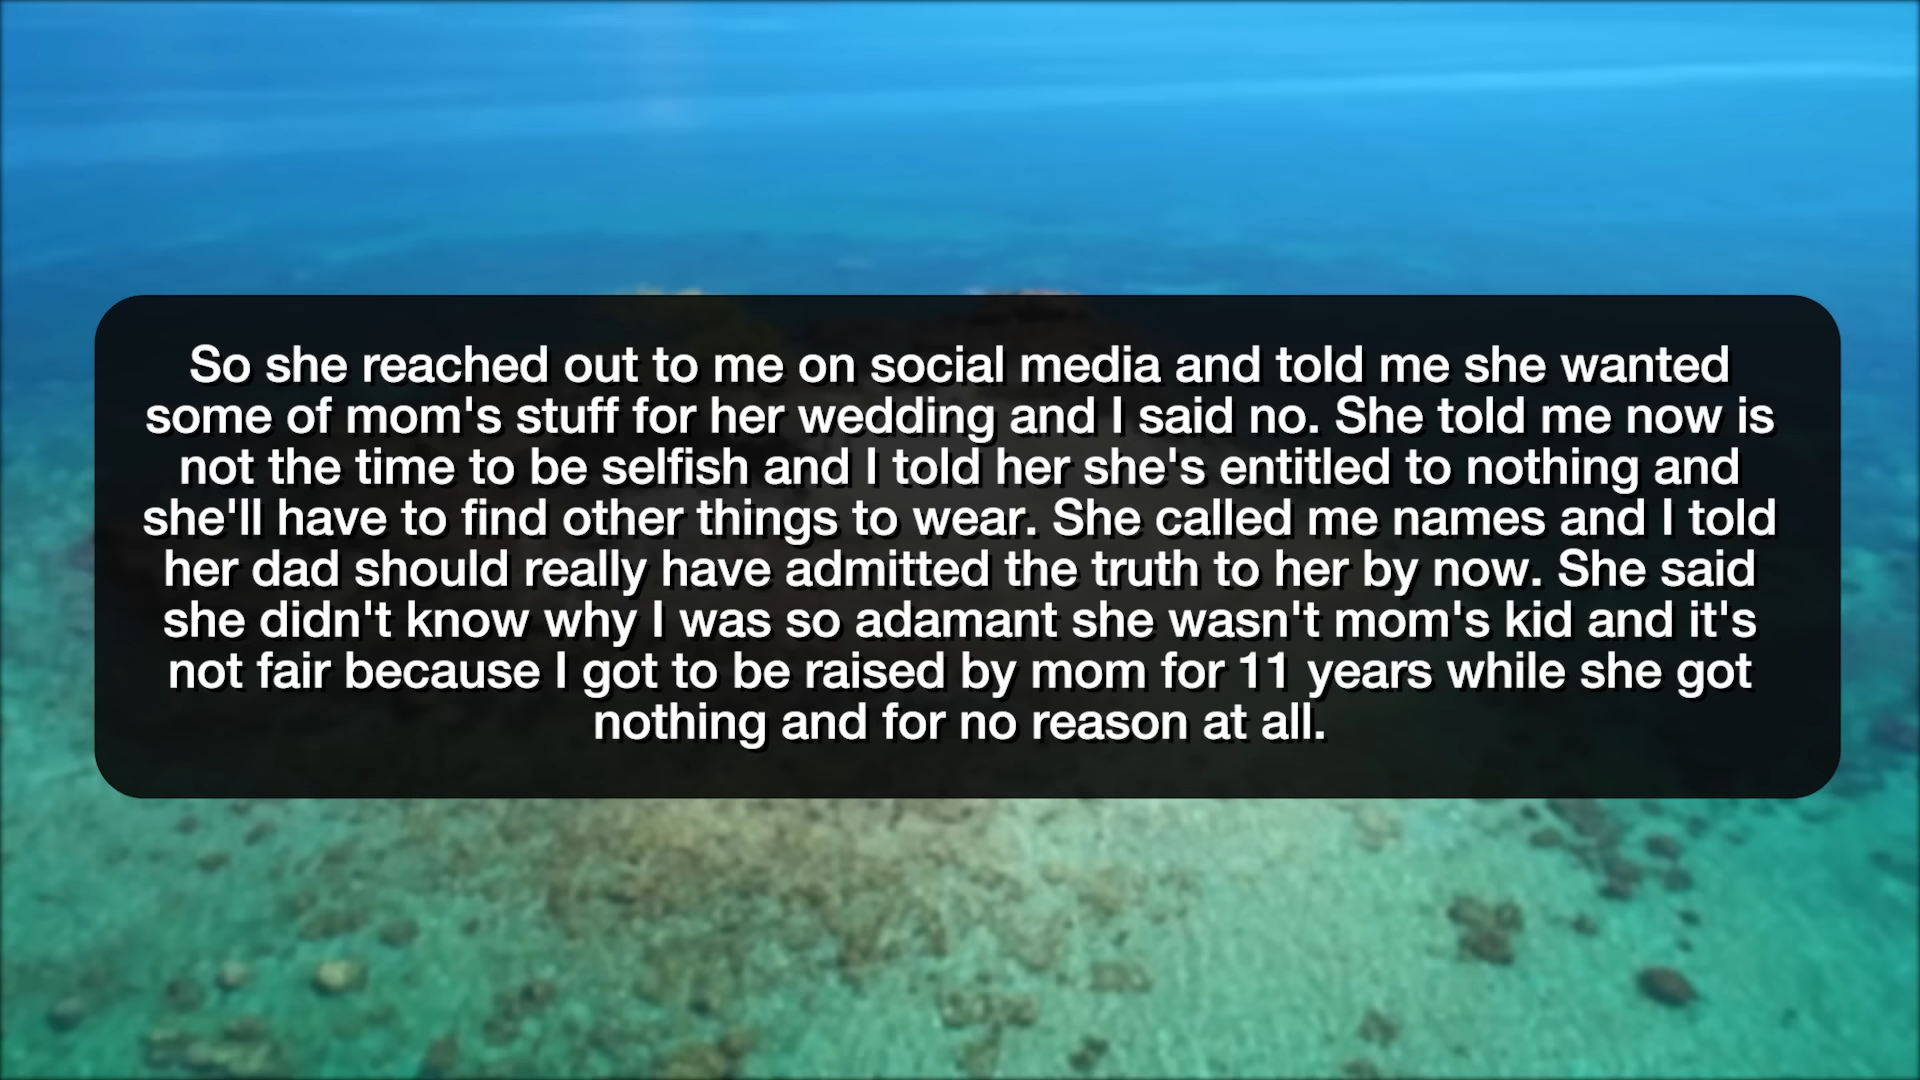 So she reached out to me on social media and told me she wanted
some of mom's stuff for her wedding and I said no. She told me now is
not the time to be selfish and I told her she's entitled to nothing and
she'll have to find other things to wear. She called me names and I told
her dad should really have admitted the truth to her by now. She said
she didn't know why I was so adamant she wasn't mom's kid and it's
not fair because I got to be raised by mom for 11 years while she got
nothing and for no reason at all.